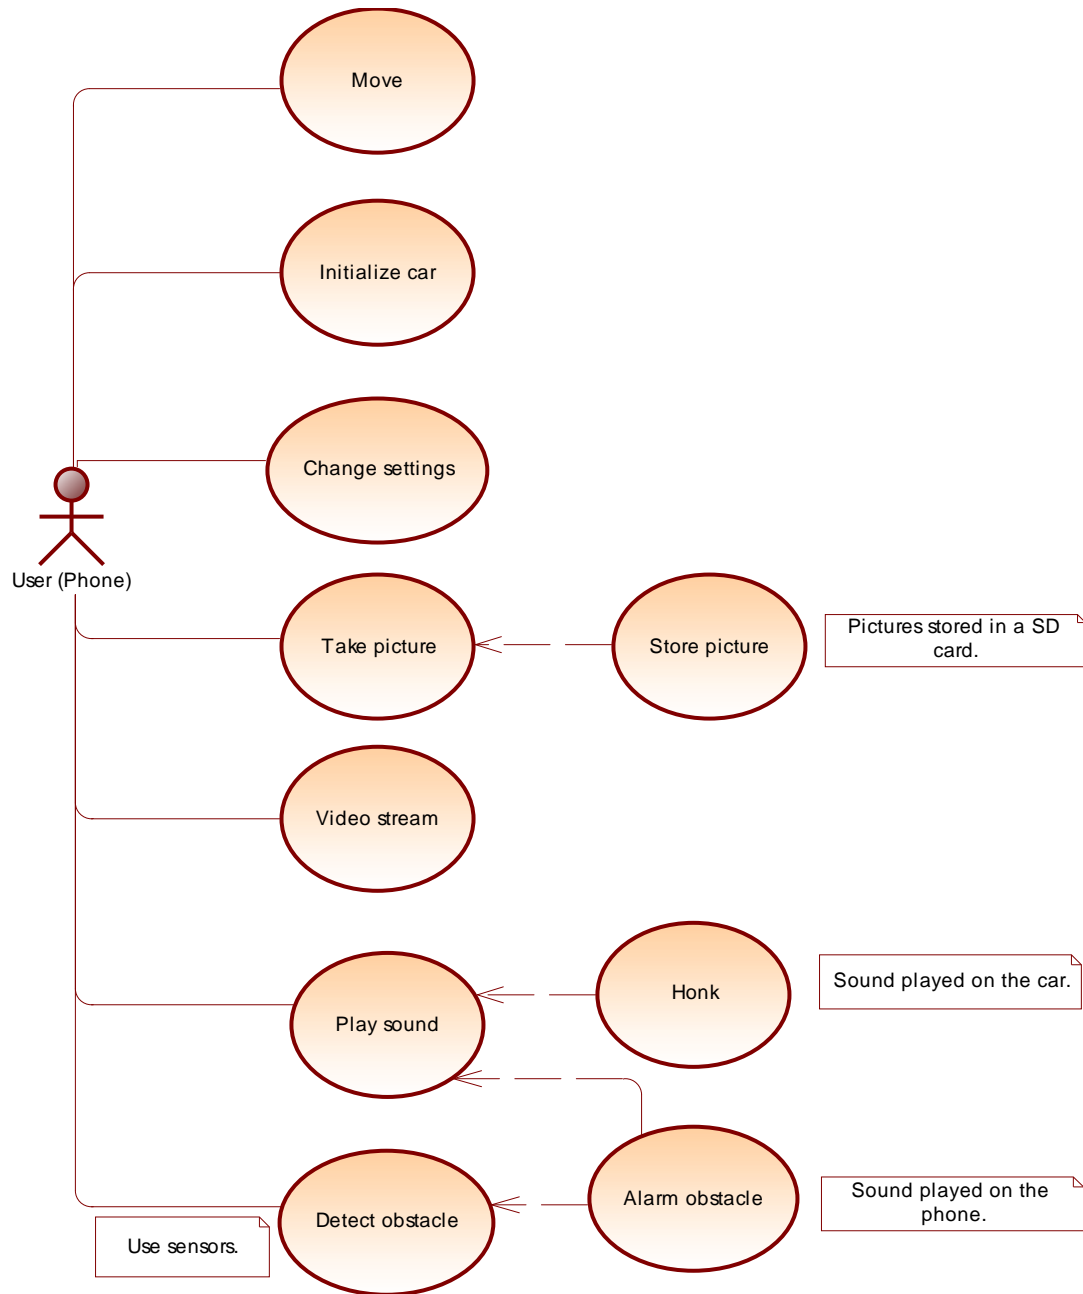 Move
Initialize car
Change settings
User (Phone)
Take picture
Store picture
Pictures stored in a SD
card.
Video stream
Play sound
Honk
Sound played on the car.
Detect obstacle
Use sensors.
Alarm obstacle
Sound played on the
phone.